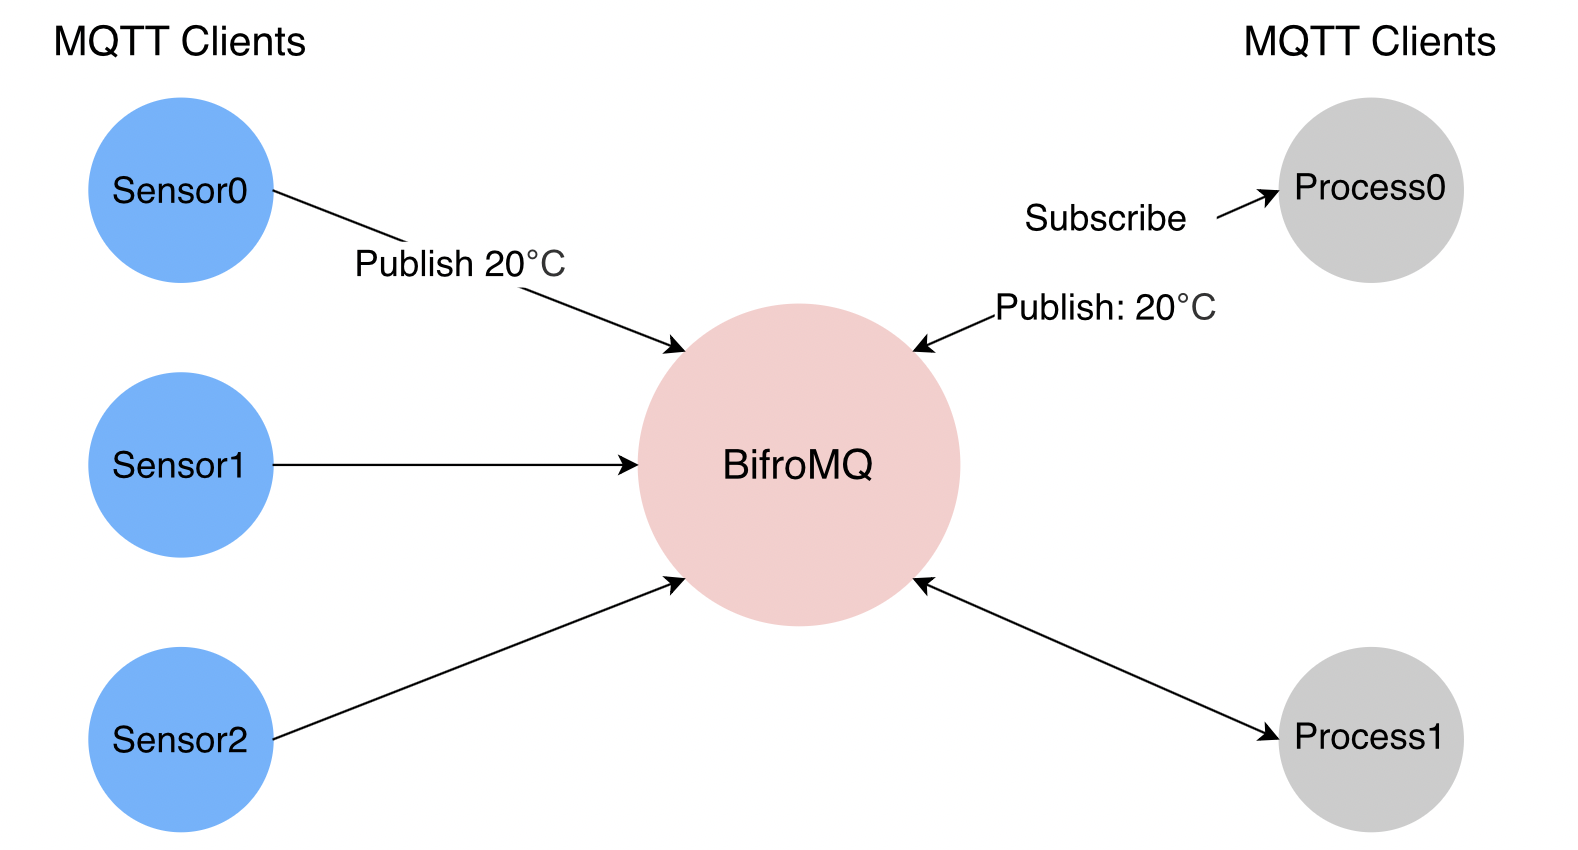 MQTT Clients
MQTT Clients
Sensor0
Process0
Subscribe
Publish 20°C
Publish: 20°C
Sensor1
BifroMQ
Sensor2
Process1